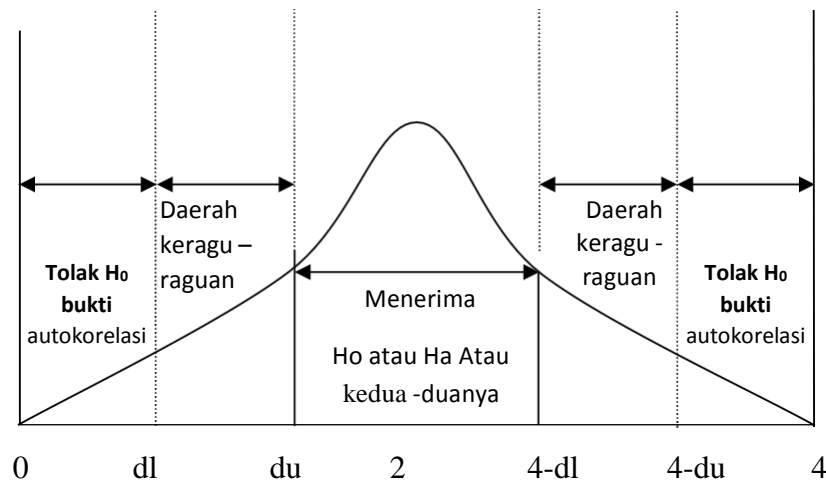 Daerah
keragu –
raguan
Daerah
keragu -
raguan
Tolak H₀
bukti
autokorelasi
Menerima
Ho atau Ha Atau
kedua -duanya
Tolak H₀
bukti
autokorelasi
0 dl du 2 4-dl 4-du 4